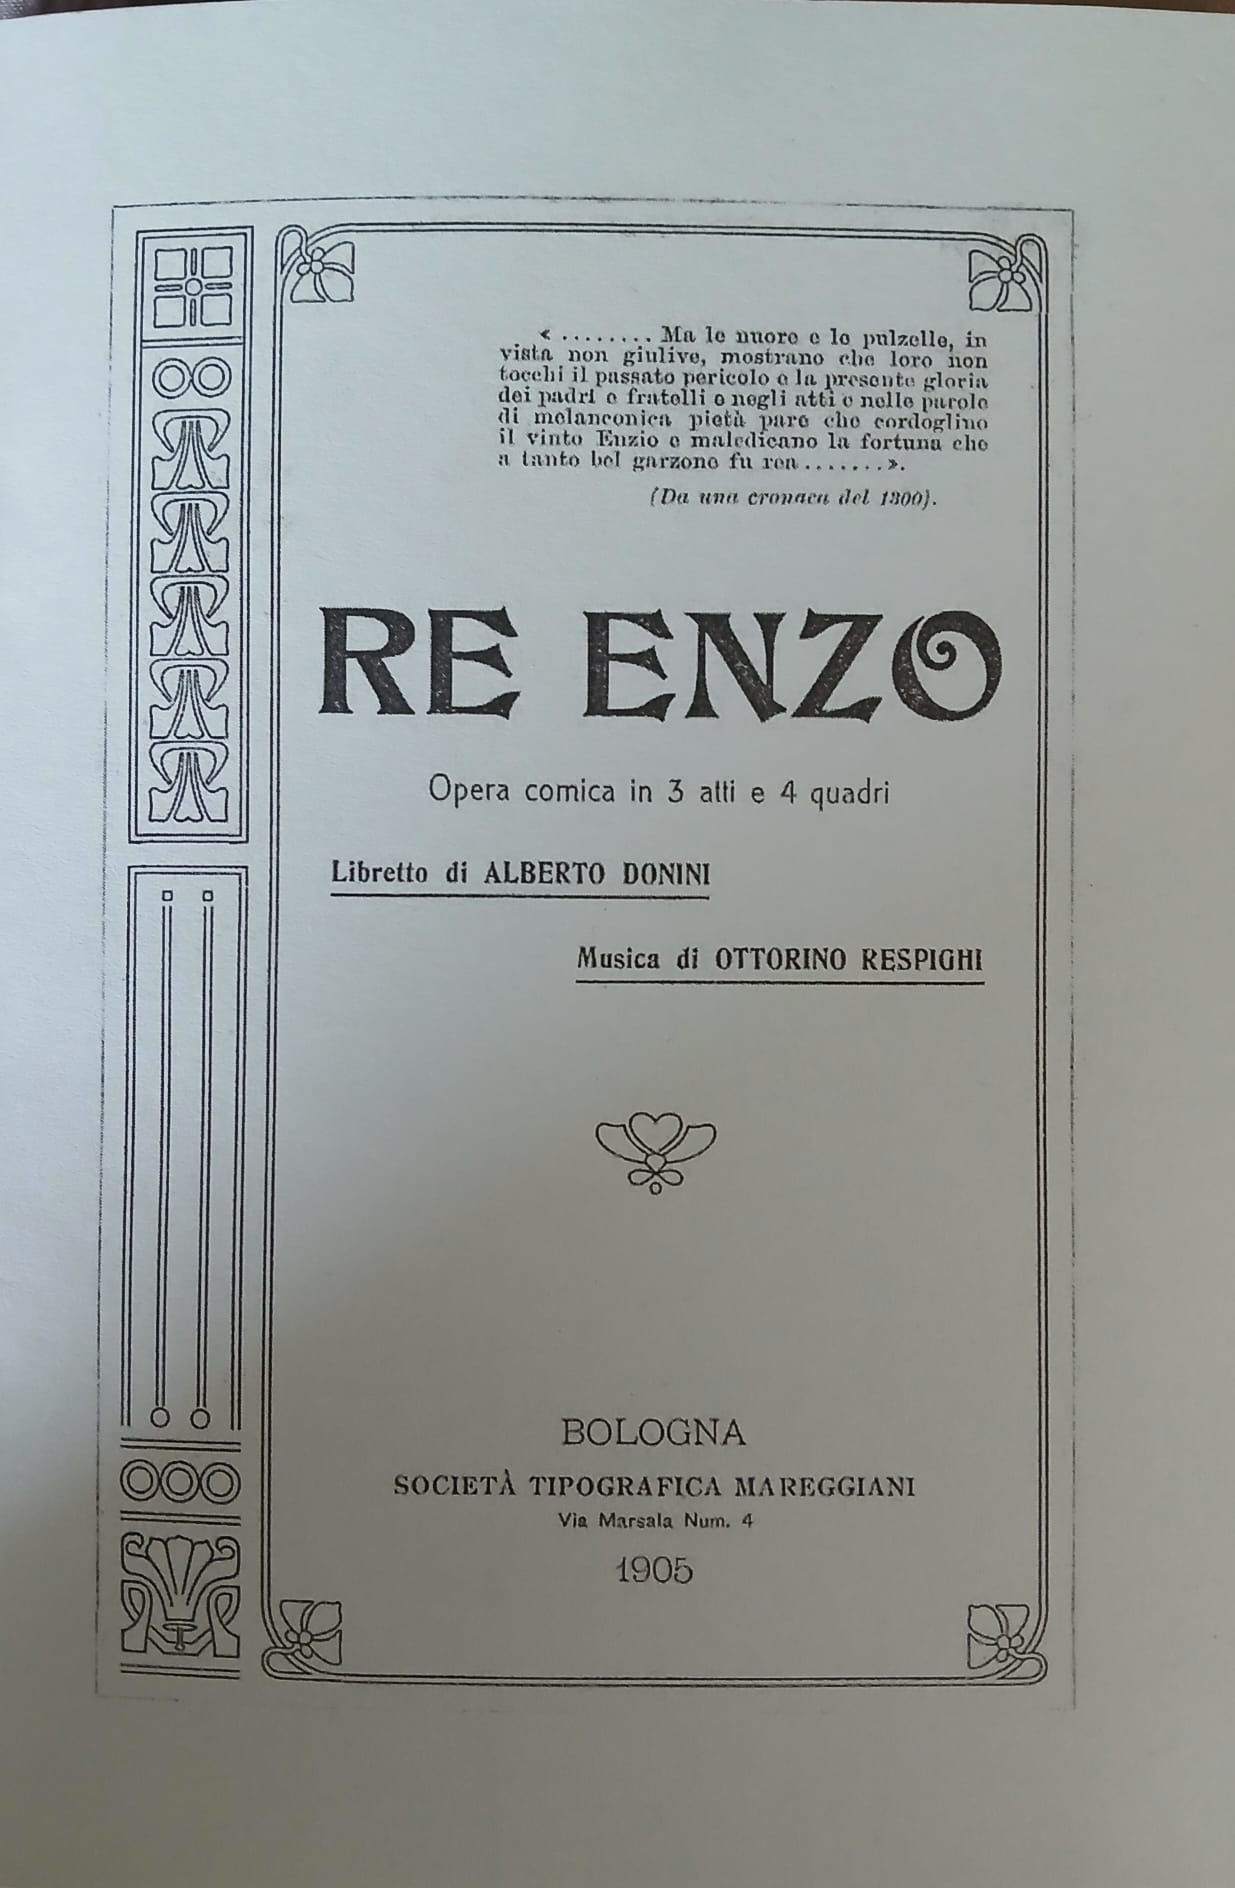 « ........ Ma le nuore e le pulzelle, in
vista non giulive, mostrano che loro non
tocchi il passato pericolo e la presente gloria
dei padri e fratelli e negli atti e nelle parole
di melanconica pietà pare che cordoglino
il vinto Enzio e maledicano la fortuna che
a tanto bel garzone fu rea ....... ».
(Da una cronaca del 1300).
RE ENZO
Opera comica in 3 atti e 4 quadri
Libretto di ALBERTO DONINI
Musica di OTTORINO RESPIGHI
BOLOGNA
SOCIETÀ TIPOGRAFICA MAREGGIANI
Via Marsala Num. 4
1905